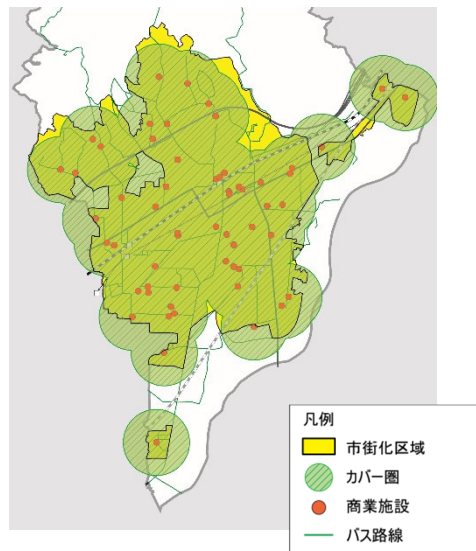 凡例
市街化区域
カバー圏
商業施設
バス路線